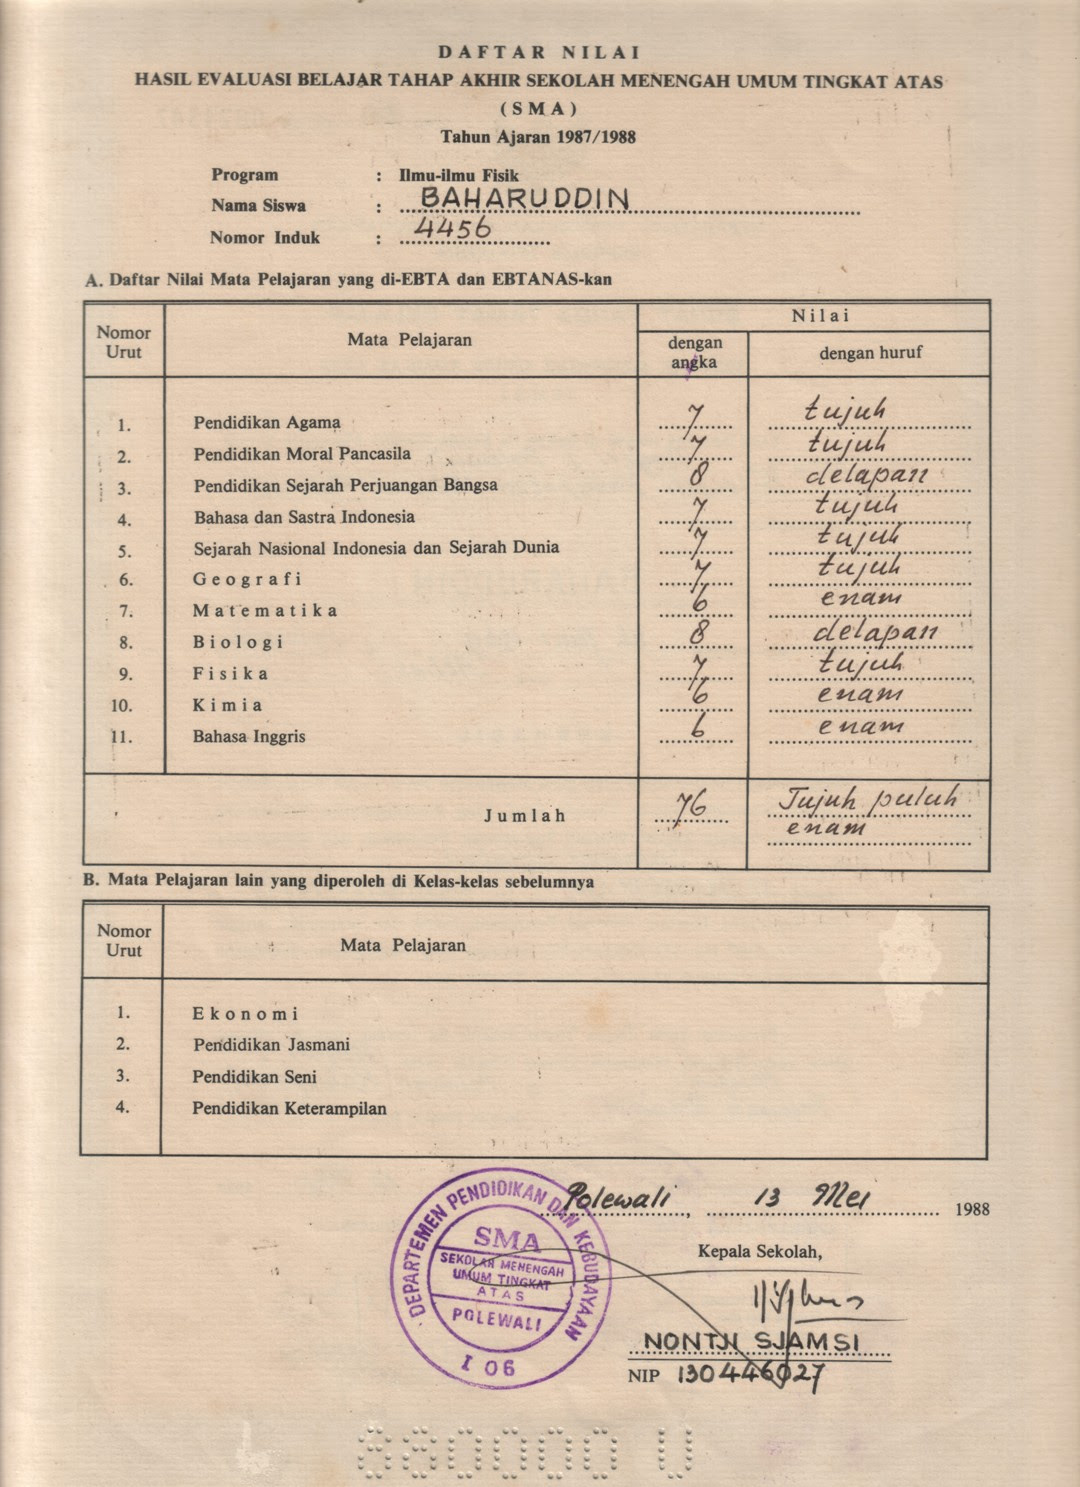 DAFTAR NILAI
HASIL EVALUASI BELAJAR TAHAP AKHIR SEKOLAH MENENGAH UMUM TINGKAT ATAS
(SMA)
Tahun Ajaran 1987/1988
Program : Ilmu-ilmu Fisik
Nama Siswa : BAHARUDDIN
Nomor Induk : 4456
A. Daftar Nilai Mata Pelajaran yang di-EBTA dan EBTANAS-kan
Nomor Urut Mata Pelajaran Nilai
dengan angka dengan huruf
1. Pendidikan Agama 7 tujuh
2. Pendidikan Moral Pancasila 7 tujuh
3. Pendidikan Sejarah Perjuangan Bangsa 8 delapan
4. Bahasa dan Sastra Indonesia 7 tujuh
5. Sejarah Nasional Indonesia dan Sejarah Dunia 7 tujuh
6. Geografi 7 tujuh
7. Matematika 6 enam
8. Biologi 8 delapan
9. Fisika 7 tujuh
10. Kimia 6 enam
11. Bahasa Inggris 6 enam
Jumlah 76 Tujuh puluh
enam
B. Mata Pelajaran lain yang diperoleh di Kelas-kelas sebelumnya
Nomor Urut Mata Pelajaran
1. Ekonomi
2. Pendidikan Jasmani
3. Pendidikan Seni
4. Pendidikan Keterampilan
Polewali, 13 Mei 1988
Kepala Sekolah,
DEPARTEMEN PENDIDIKAN DAN KEBUDAYAAN
SMA
SEKOLAH MENENGAH
UMUM TINGKAT
ATAS
POLEWALI
I 06
NONTJI SJAMSI
NIP 130446027